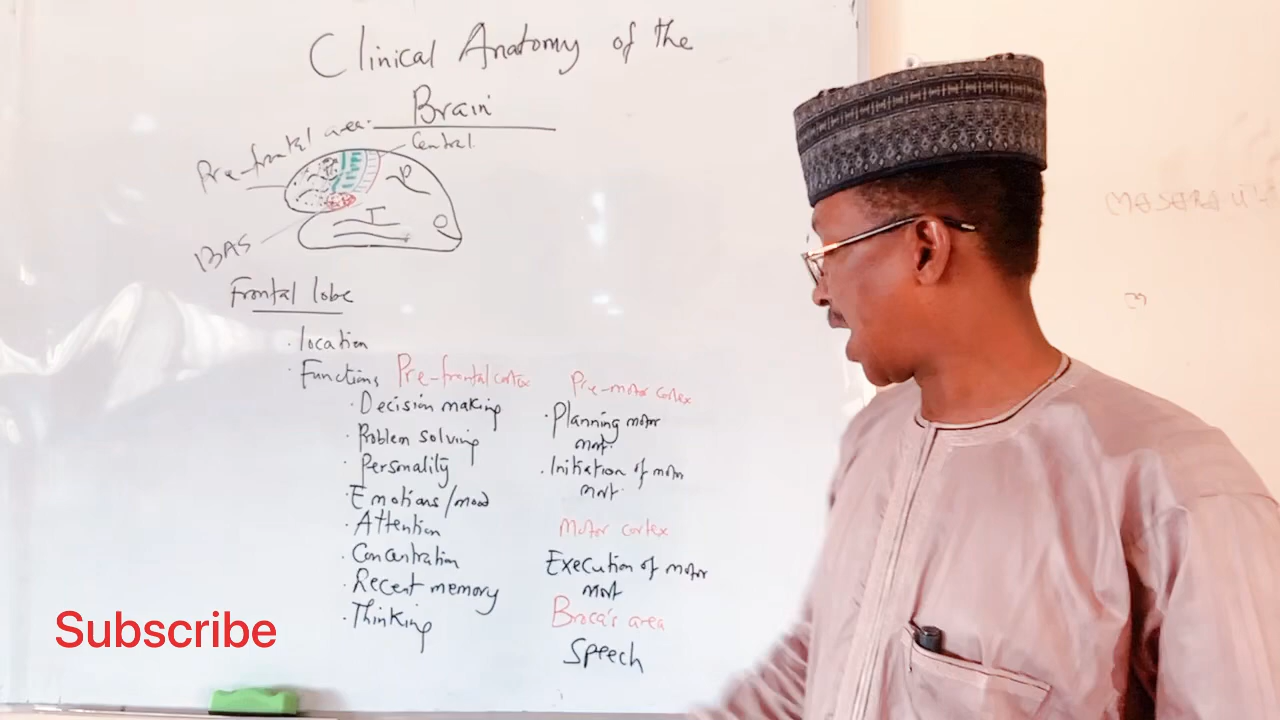 Clinical Anatomy of the
Brain
Pre-frontal area.
Central
P
T
O
BAS
Frontal lobe
· location
· Functions
Pre-frontal cortex
· Decision making
· Problem solving
· Personality
· Emotions/mood
· Attention
· Concentration
· Recent memory
· Thinking
Pre-motor cortex
· Planning motor
mvt.
· Initiation of motor
mvt.
Motor cortex
Execution of motor
mvt
Broca's area
Speech
Subscribe